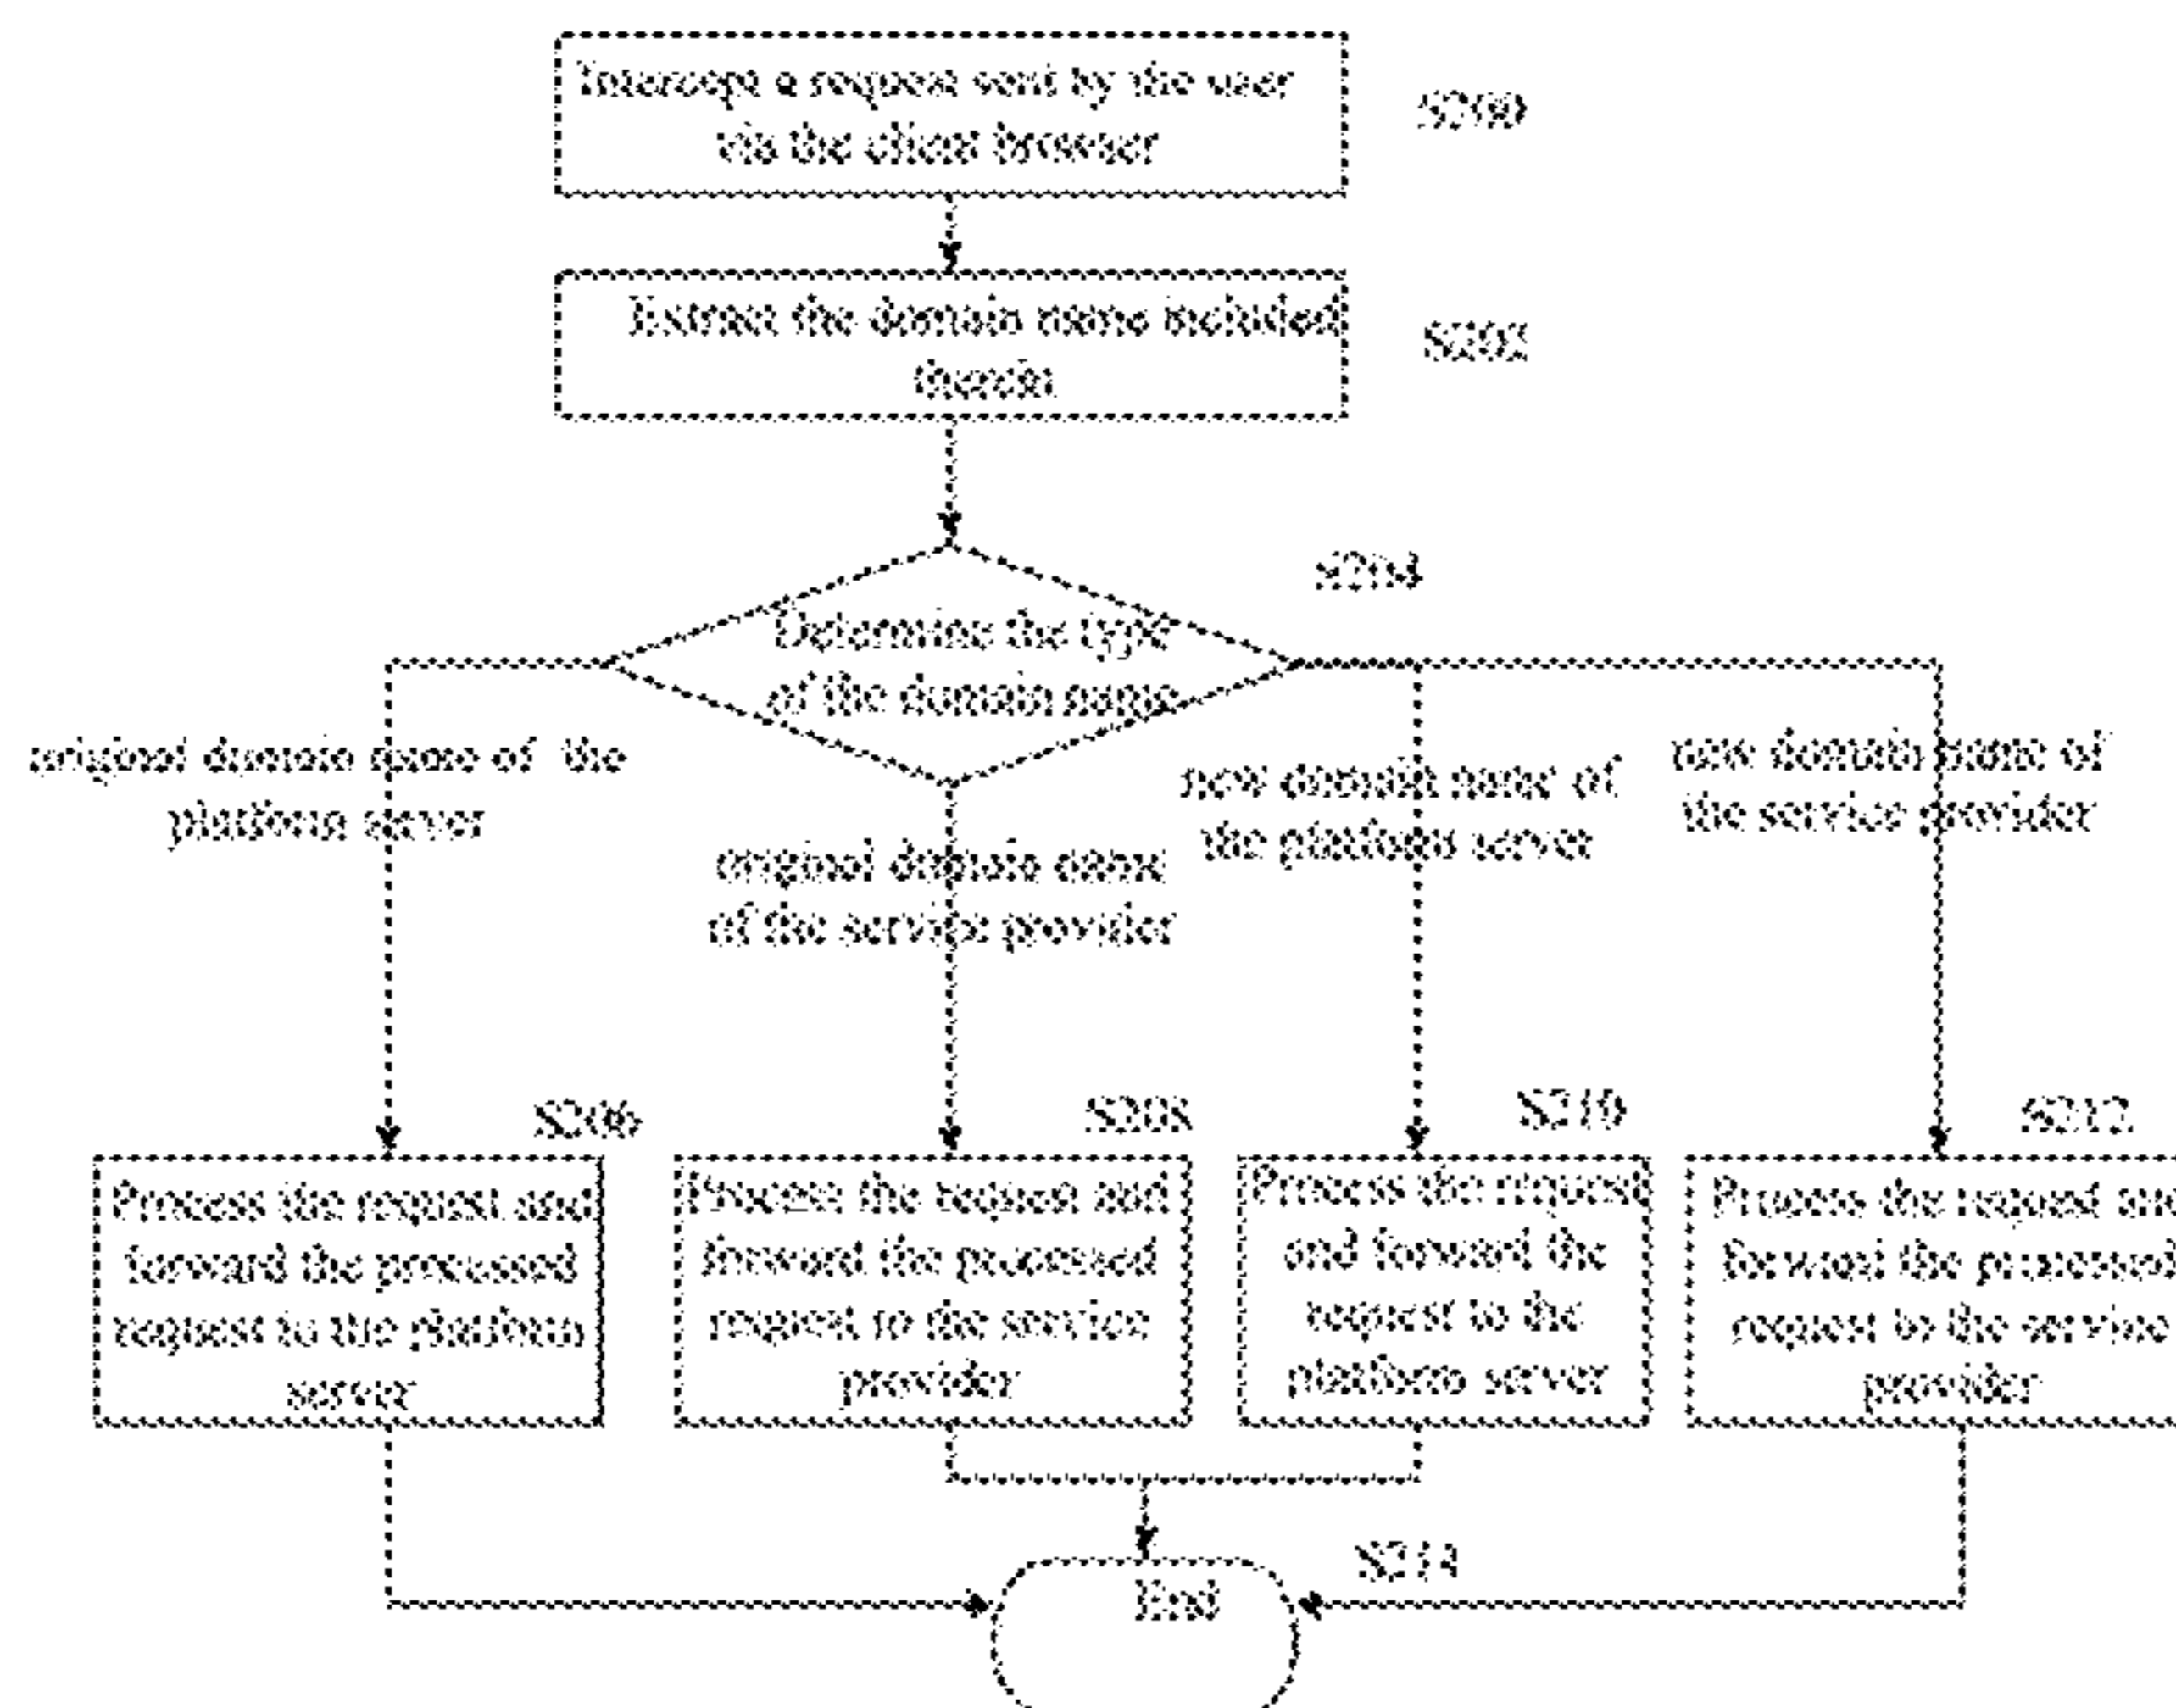 Intercept a request sent by the user
via the client browser
S200
Extract the domain name included
therein
S202
S204
Determine the type
of the domain name
original domain name of the
platform server
original domain name
of the service provider
new domain name of
the platform server
new domain name of
the service provider
S206
S208
S210
S212
Process the request and
forward the processed
request to the platform
server
Process the request and
forward the processed
request to the service
provider
Process the request
and forward the
request to the
platform server
Process the request and
forward the processed
request to the service
provider
S214
End